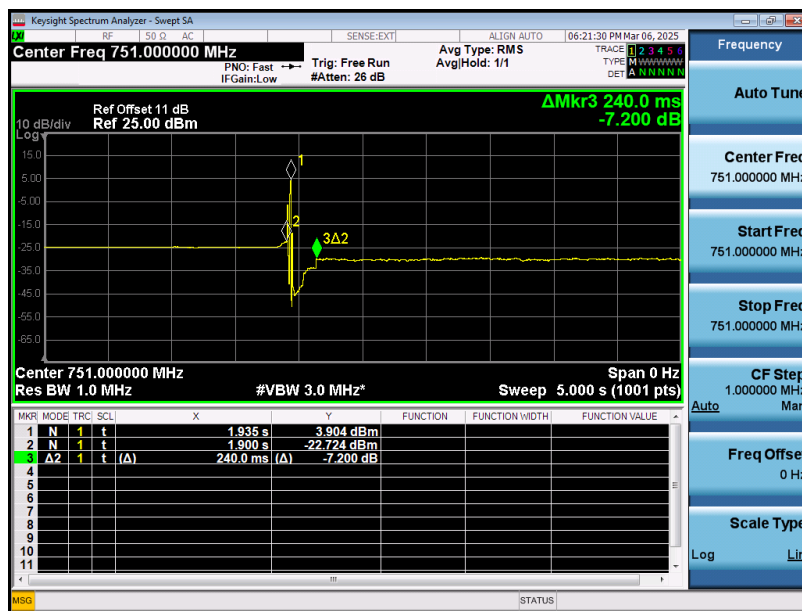 Keysight Spectrum Analyzer - Swept SA
LXI RF 50 Ω AC SENSE:EXT ALIGN AUTO 06:21:30 PM Mar 06, 2025
Center Freq 751.000000 MHz
PNO: Fast
IFGain:Low
Trig: Free Run
#Atten: 26 dB
Avg Type: RMS
Avg|Hold: 1/1
TRACE 1 2 3 4 5 6
TYPE M W W W W W
DET A N N N N N
Ref Offset 11 dB
10 dB/div Ref 25.00 dBm
Log
ΔMkr3 240.0 ms
-7.200 dB
15.0
5.00
-5.00
-15.0
-25.0
-35.0
-45.0
-55.0
-65.0
1
2
3Δ2
Center 751.000000 MHz Span 0 Hz
Res BW 1.0 MHz #VBW 3.0 MHz* Sweep 5.000 s (1001 pts)
MKR MODE TRC SCL X Y FUNCTION FUNCTION WIDTH FUNCTION VALUE
1 N 1 t 1.935 s 3.904 dBm
2 N 1 t 1.900 s -22.724 dBm
3 Δ2 1 t (Δ) 240.0 ms (Δ) -7.200 dB
4
5
6
7
8
9
10
11
MSG STATUS
Frequency
Auto Tune
Center Freq
751.000000 MHz
Start Freq
751.000000 MHz
Stop Freq
751.000000 MHz
CF Step
1.000000 MHz
Auto Man
Freq Offset
0 Hz
Scale Type
Log Lin